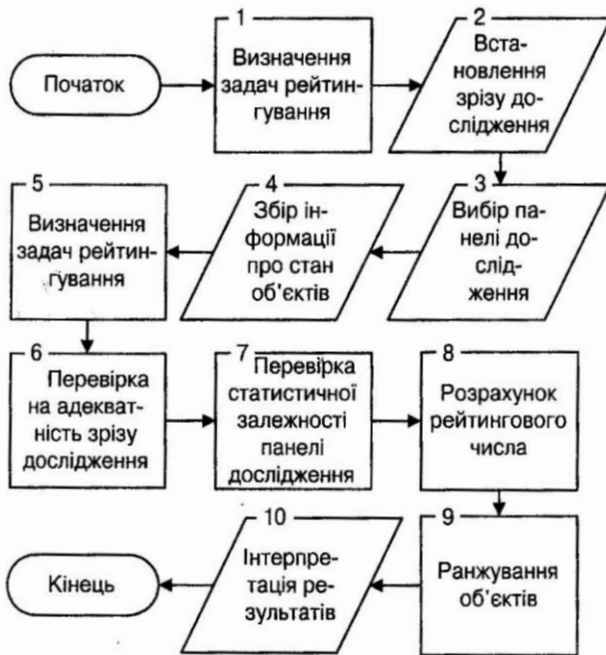 Початок
1
Визначення
задач рейтин-
гування
2
Вста-
новлення
зрізу до-
слідження
3
Вибір па-
нелі до-
слід-
ження
4
Збір ін-
формації
про стан
об'єктів
5
Визначення
задач рейтин-
гування
6
Перевірка
на адекват-
ність зрізу
дослідження
7
Перевірка
статистичної
залежності
панелі
дослідження
8
Розрахунок
рейтингового
числа
9
Ранжування
об'єктів
10
Інтерпре-
тація ре-
зультатів
Кінець